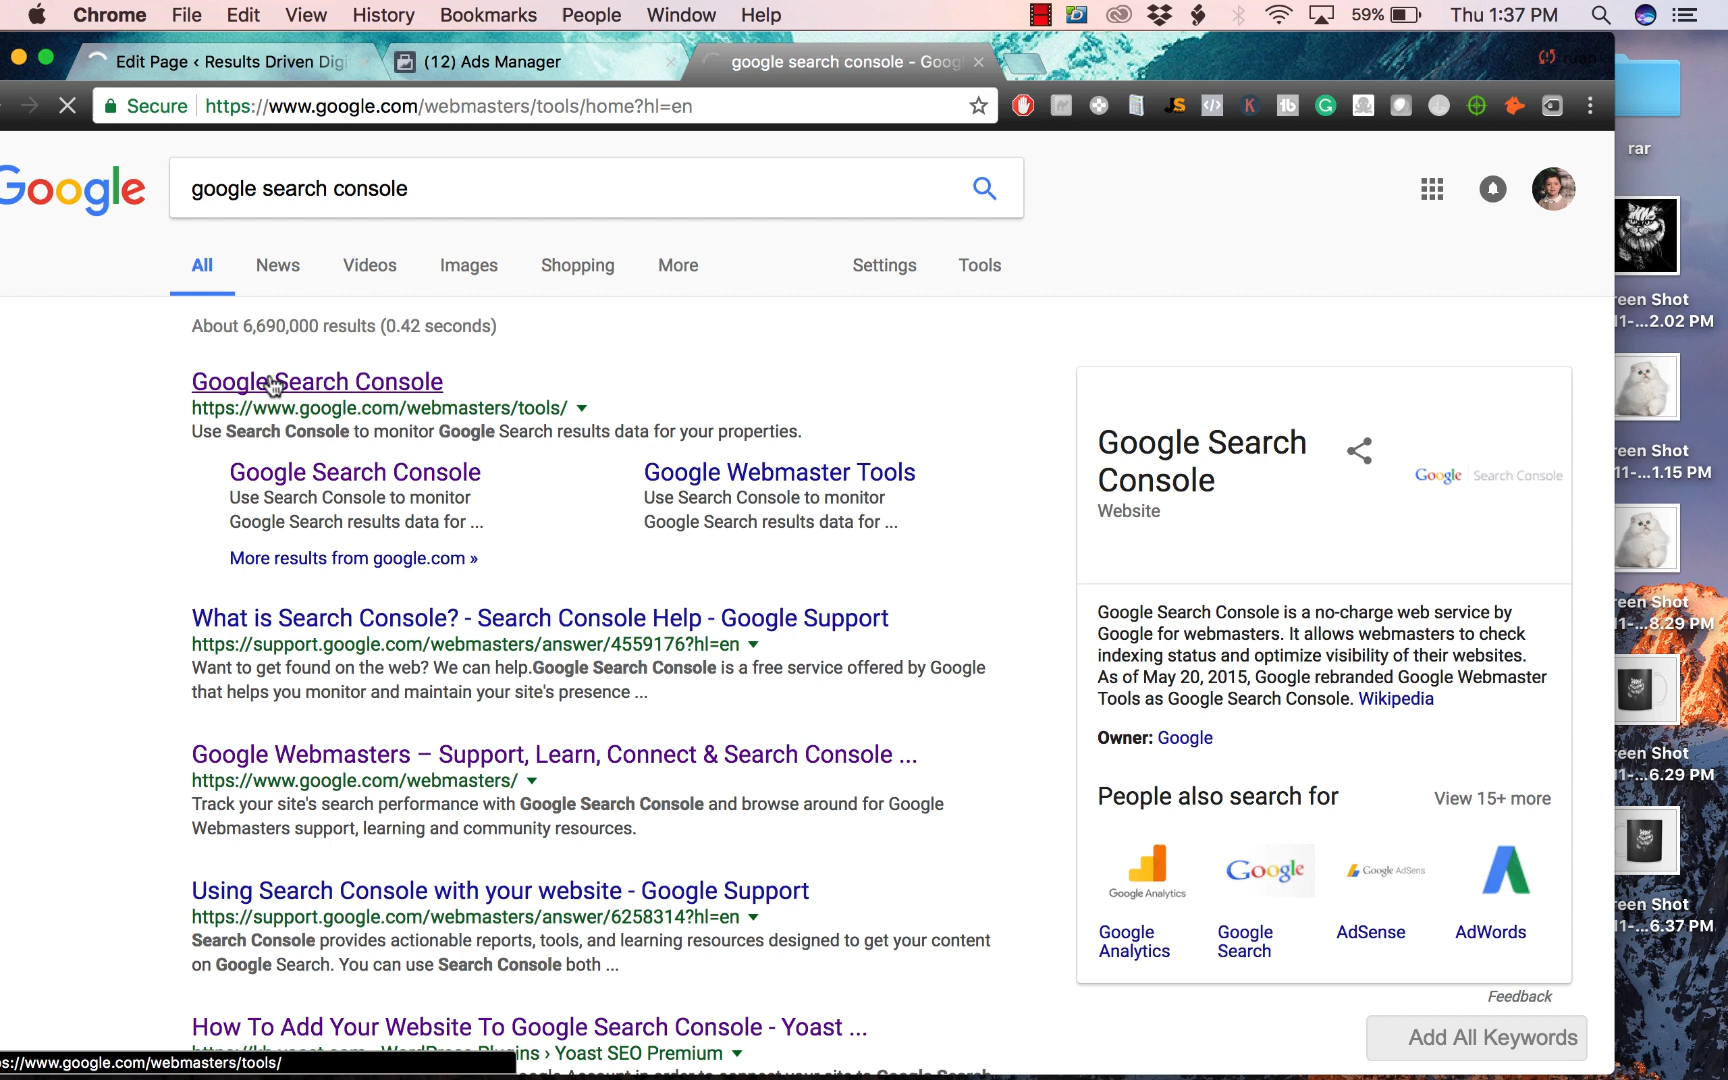 Chrome File Edit View History Bookmarks People Window Help 59% Thu 1:37 PM
Edit Page ‹ Results Driven Digi (12) Ads Manager google search console - Goog
Secure https://www.google.com/webmasters/tools/home?hl=en
rar
Google google search console
All News Videos Images Shopping More Settings Tools
About 6,690,000 results (0.42 seconds)
Google Search Console
https://www.google.com/webmasters/tools/
Use Search Console to monitor Google Search results data for your properties.
Google Search Console
Use Search Console to monitor
Google Search results data for ...
Google Webmaster Tools
Use Search Console to monitor
Google Search results data for ...
More results from google.com »
What is Search Console? - Search Console Help - Google Support
https://support.google.com/webmasters/answer/4559176?hl=en
Want to get found on the web? We can help.Google Search Console is a free service offered by Google
that helps you monitor and maintain your site's presence ...
Google Webmasters – Support, Learn, Connect & Search Console ...
https://www.google.com/webmasters/
Track your site's search performance with Google Search Console and browse around for Google
Webmasters support, learning and community resources.
Using Search Console with your website - Google Support
https://support.google.com/webmasters/answer/6258314?hl=en
Search Console provides actionable reports, tools, and learning resources designed to get your content
on Google Search. You can use Search Console both ...
How To Add Your Website To Google Search Console - Yoast ...
ins › Yoast SEO Premium
s://www.google.com/webmasters/tools/
Google Search
Console
Website
Google Search Console
Google Search Console is a no-charge web service by
Google for webmasters. It allows webmasters to check
indexing status and optimize visibility of their websites.
As of May 20, 2015, Google rebranded Google Webmaster
Tools as Google Search Console. Wikipedia
Owner: Google
People also search for View 15+ more
Google Analytics
Google
Google AdSens
Google
Analytics
Google
Search
AdSense
AdWords
Feedback
Add All Keywords
een Shot
11-...2.02 PM
een Shot
11-...1.15 PM
een Shot
11-...8.29 PM
een Shot
11-...6.29 PM
een Shot
11-...6.37 PM